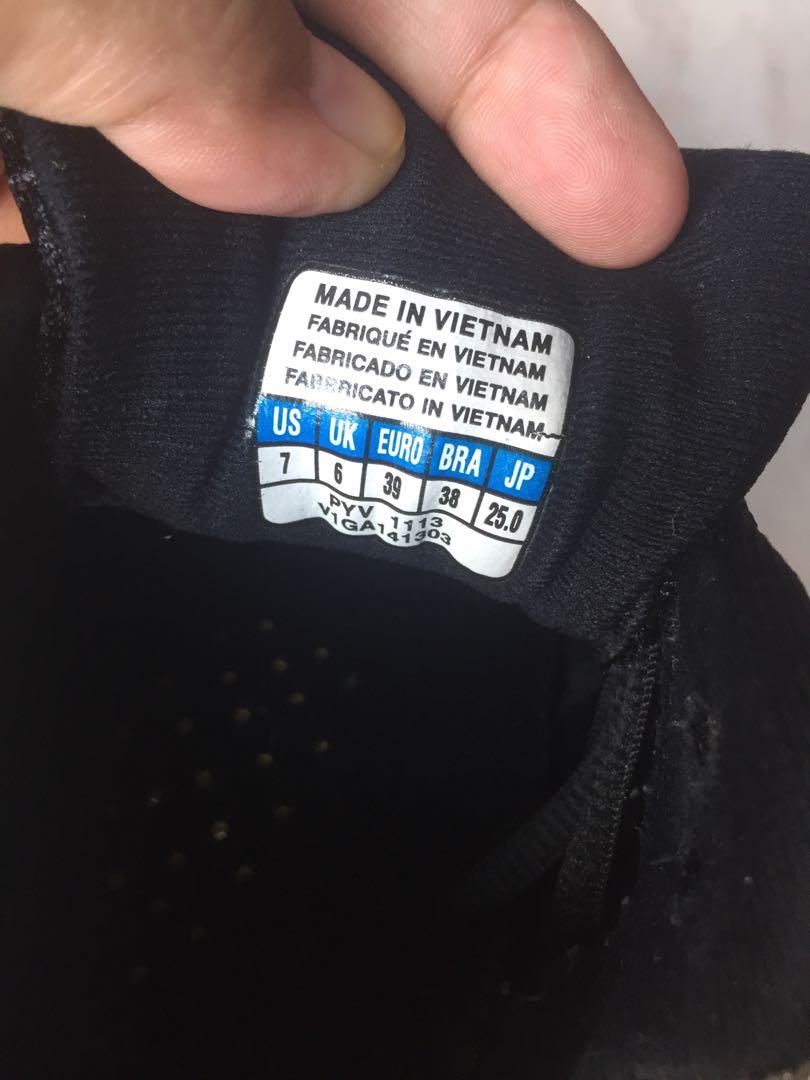 MADE IN VIETNAM
FABRIQUÉ EN VIETNAM
FABRICADO EN VIETNAM
FABBRICATO IN VIETNAM
US UK EURO BRA JP
7 6 39 38 25.0
PYV 1113
V1GA141303